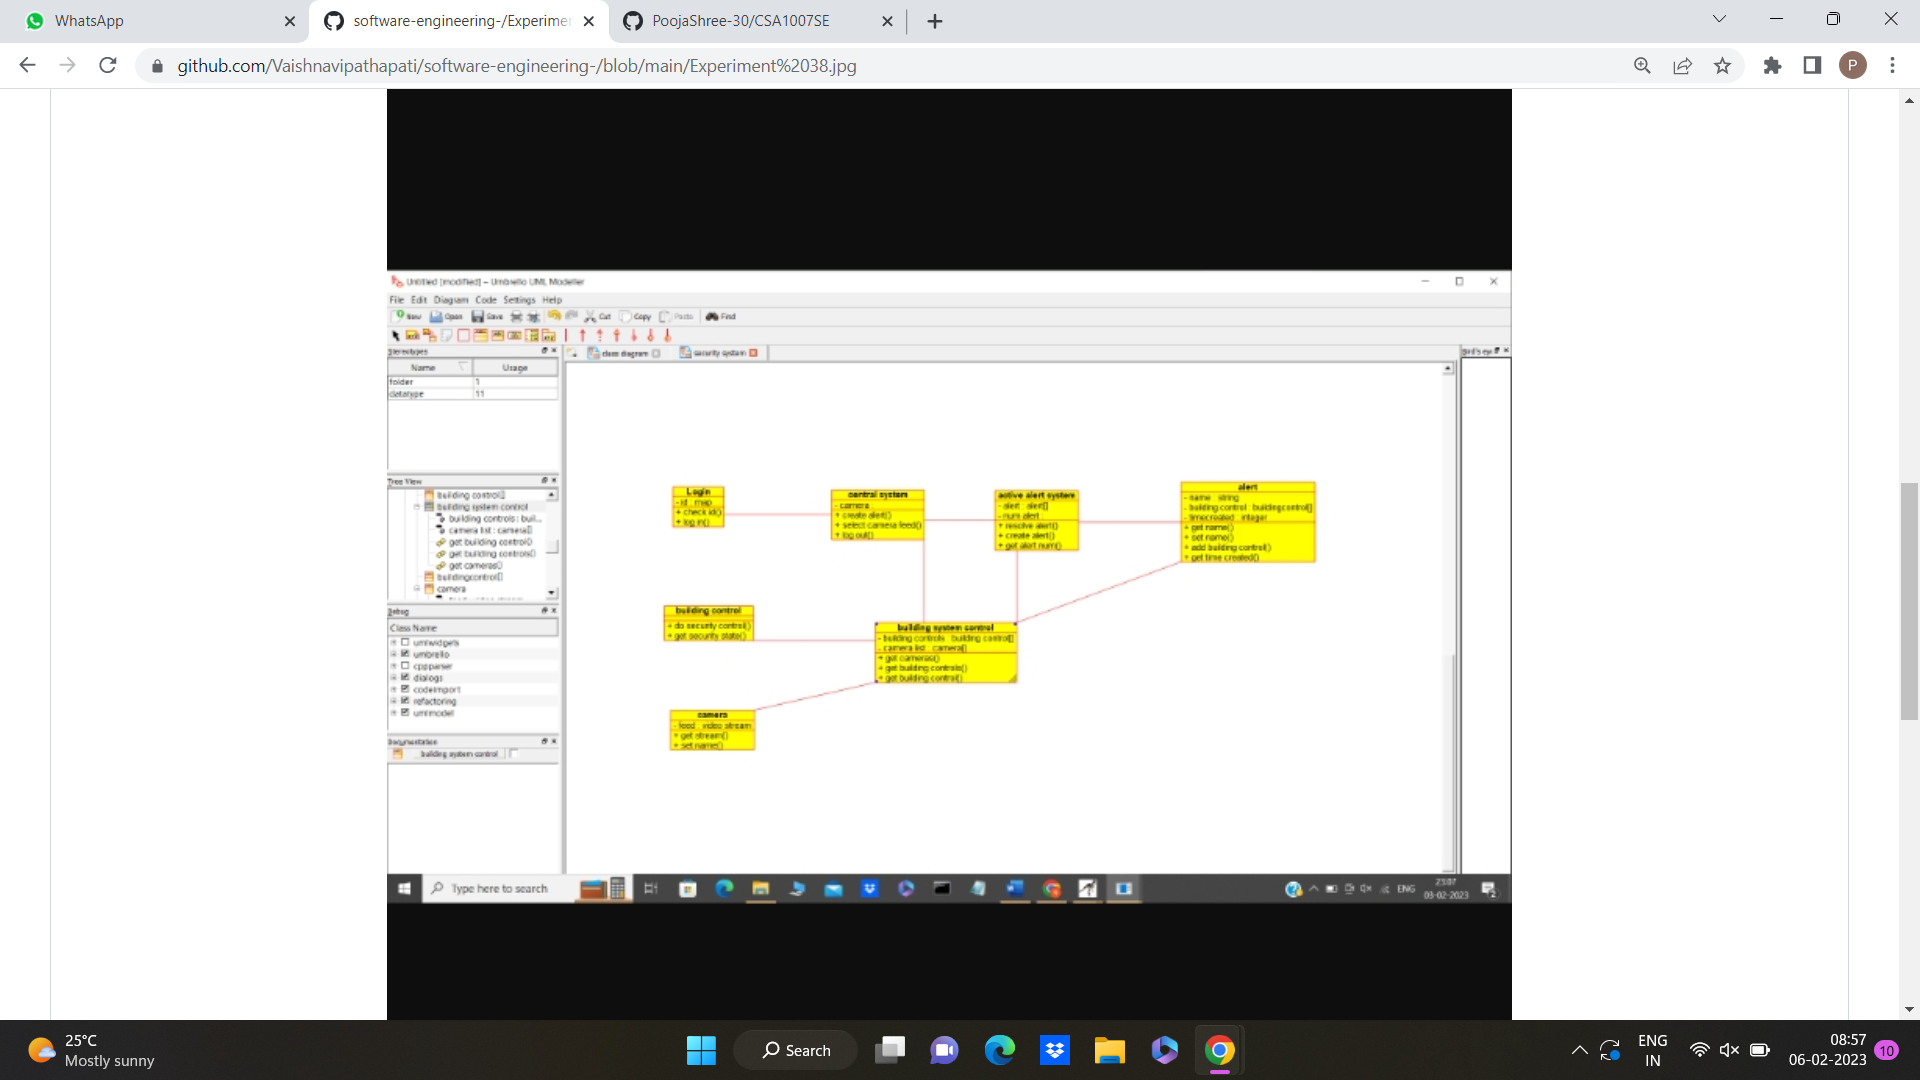 WhatsApp
software-engineering-/Experimen
PoojaShree-30/CSA1007SE
github.com/Vaishnavipathapati/software-engineering-/blob/main/Experiment%2038.jpg
P
Untitled [modified] – Umbrello UML Modeller
File Edit Diagram Code Settings Help
New Open Save Cut Copy Paste Find
Stereotypes
class diagram
security system
Bird's eye
Name Usage
folder 1
datatype 11
Tree View
building control[]
building system control
building controls : buil...
camera list : camera[]
get building control()
get building controls()
get cameras()
buildingcontrol[]
camera
Debug
Class Name
umlwidgets
umbrello
cppparser
dialogs
codeimport
refactoring
umlmodel
Documentation
building system control
Login
- id : map
+ check id()
+ log in()
central system
- camera :
+ create alert()
+ select camera feed()
+ log out()
active alert system
- alert : alert[]
- num alert :
+ resolve alert()
+ create alert()
+ get alert num()
alert
- name : string
- building control : buildingcontrol[]
- timecreated : integer
+ get name()
+ set name()
+ add building control()
+ get time created()
building control
+ do security control()
+ get security state()
building system control
- building controls : building control[]
- camera list : camera[]
+ get cameras()
+ get building controls()
+ get building control()
camera
- feed : video stream
+ get stream()
+ set name()
Type here to search
ENG
23:07
03-02-2023
2
25°C
Mostly sunny
Search
ENG
IN
08:57
06-02-2023
10